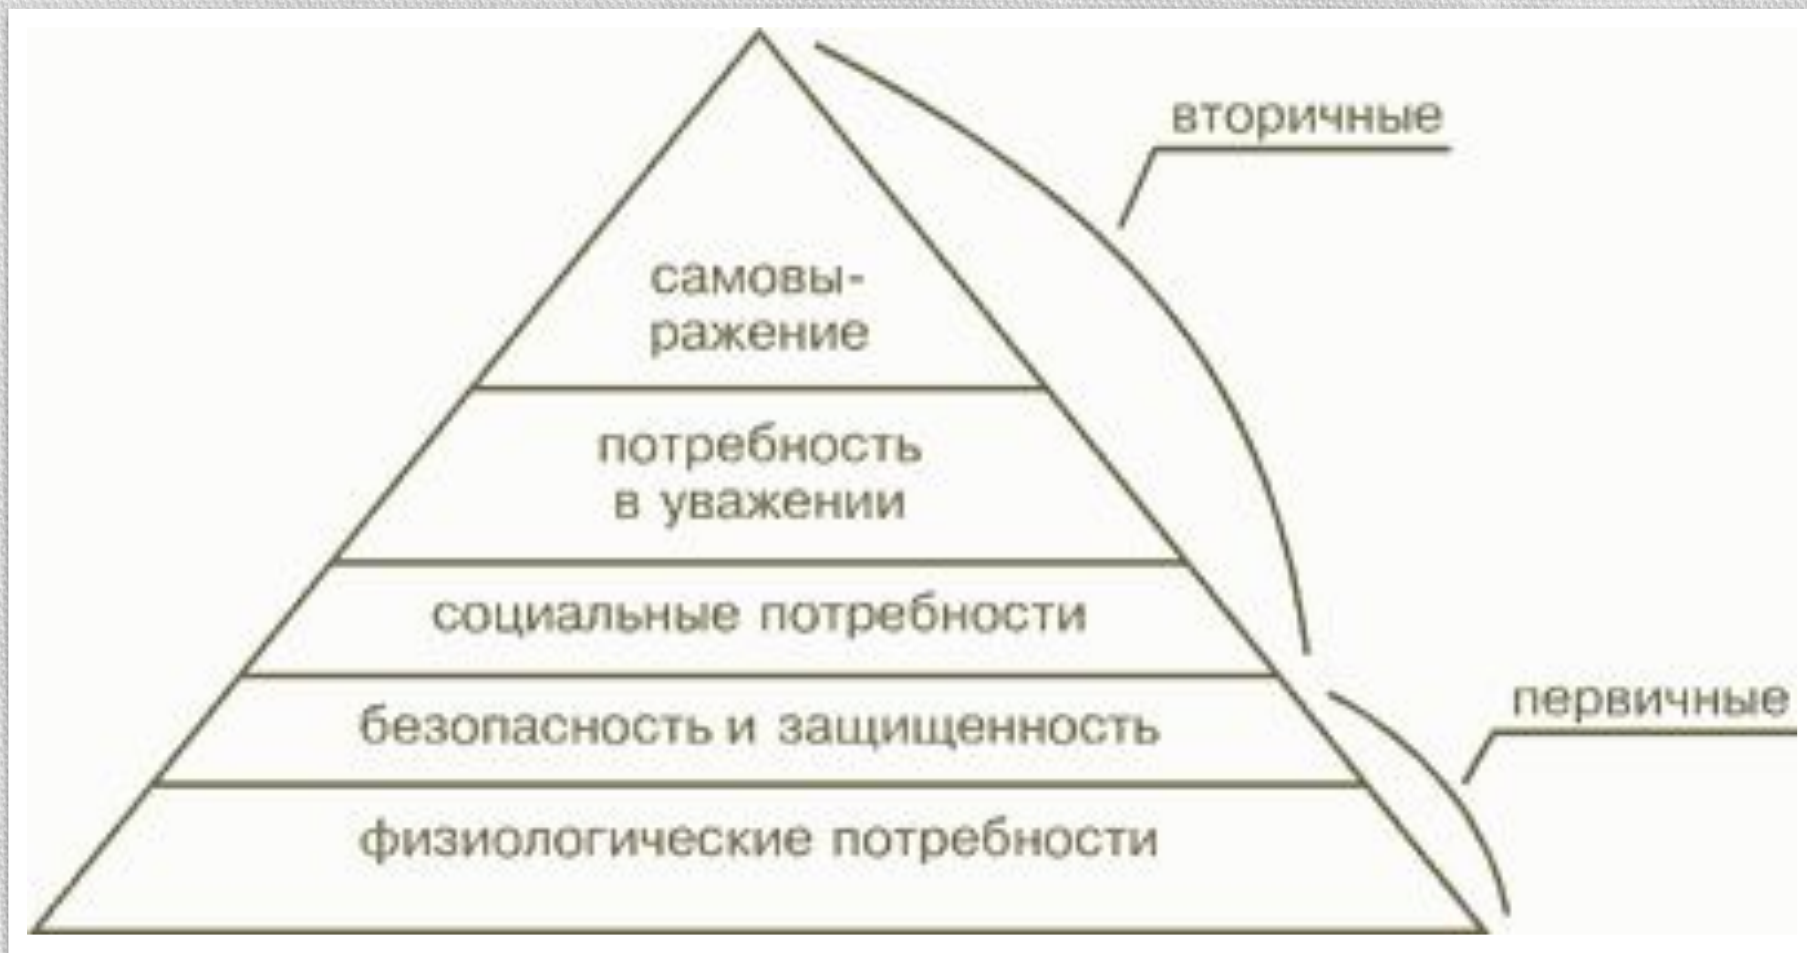 вторичные
самовы-
ражение
потребность
в уважении
социальные потребности
первичные
безопасность и защищенность
физиологические потребности